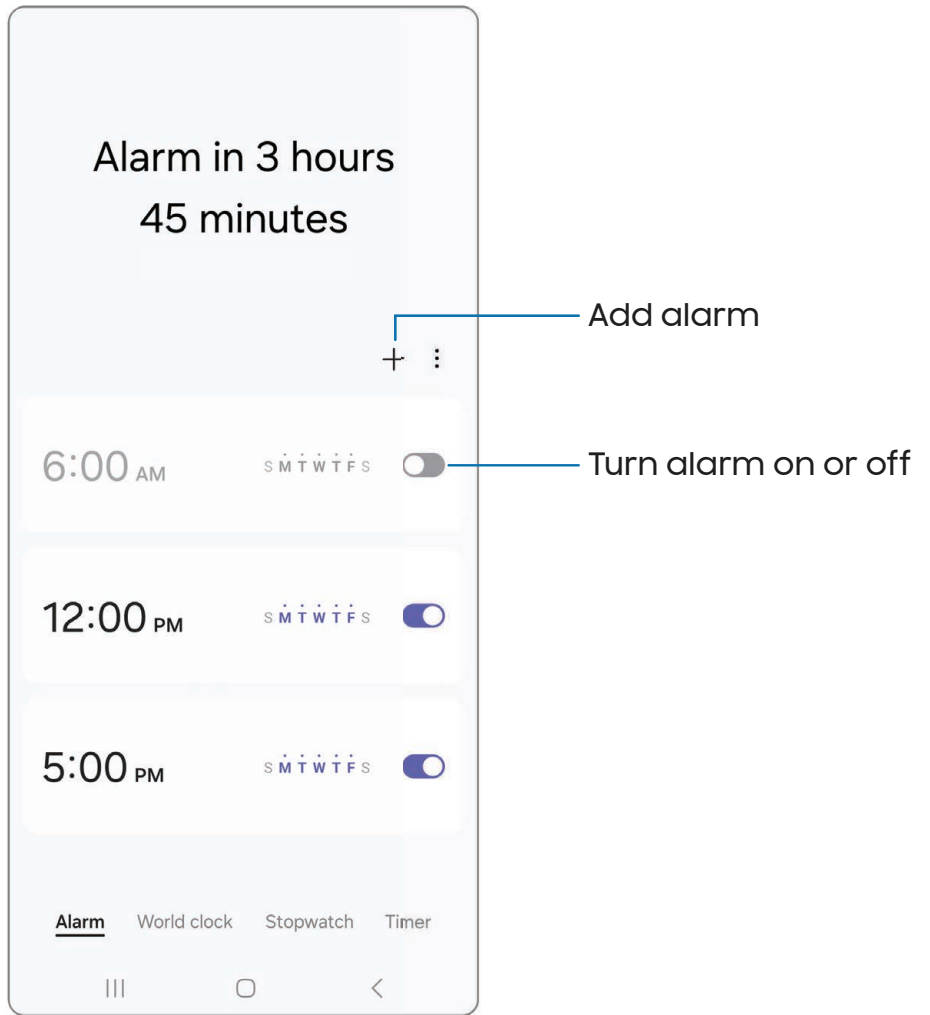 Alarm in 3 hours
45 minutes
Add alarm
6:00 AM S M T W T F S
Turn alarm on or off
12:00 PM S M T W T F S
5:00 PM S M T W T F S
Alarm World clock Stopwatch Timer